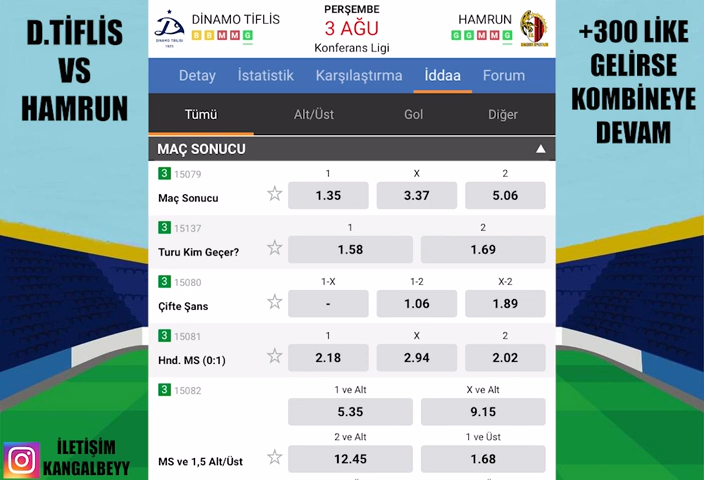 D.TİFLİS
VS
HAMRUN
DİNAMO TİFLİS
B B M M G
DINAMO TIFLIS
1925
PERŞEMBE
3 AĞU
Konferans Ligi
HAMRUN
G G M M G
+300 LİKE
GELİRSE
KOMBİNEYE
DEVAM
Detay İstatistik Karşılaştırma İddaa Forum
Tümü Alt/Üst Gol Diğer
MAÇ SONUCU
3 15079 1 X 2
Maç Sonucu 1.35 3.37 5.06
3 15137 1 2
Turu Kim Geçer? 1.58 1.69
3 15080 1-X 1-2 X-2
Çifte Şans - 1.06 1.89
3 15081 1 X 2
Hnd. MS (0:1) 2.18 2.94 2.02
3 15082 1 ve Alt X ve Alt
5.35 9.15
2 ve Alt 1 ve Üst
MS ve 1,5 Alt/Üst 12.45 1.68
İLETİŞİM
KANGALBEYY